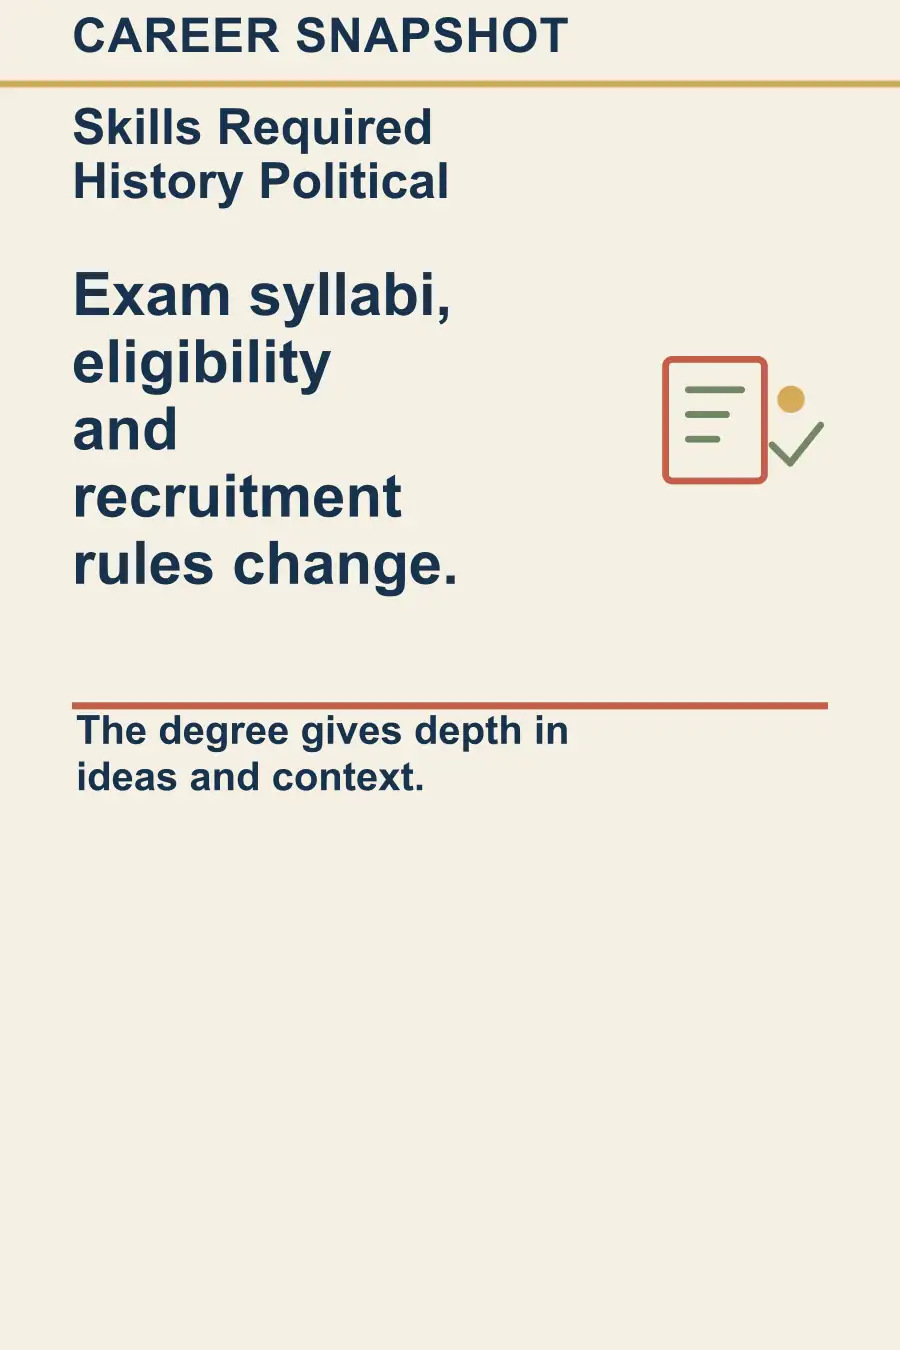 CAREER SNAPSHOT
Skills Required
History Political
Exam syllabi,
eligibility
and
recruitment
rules change.
The degree gives depth in
ideas and context.